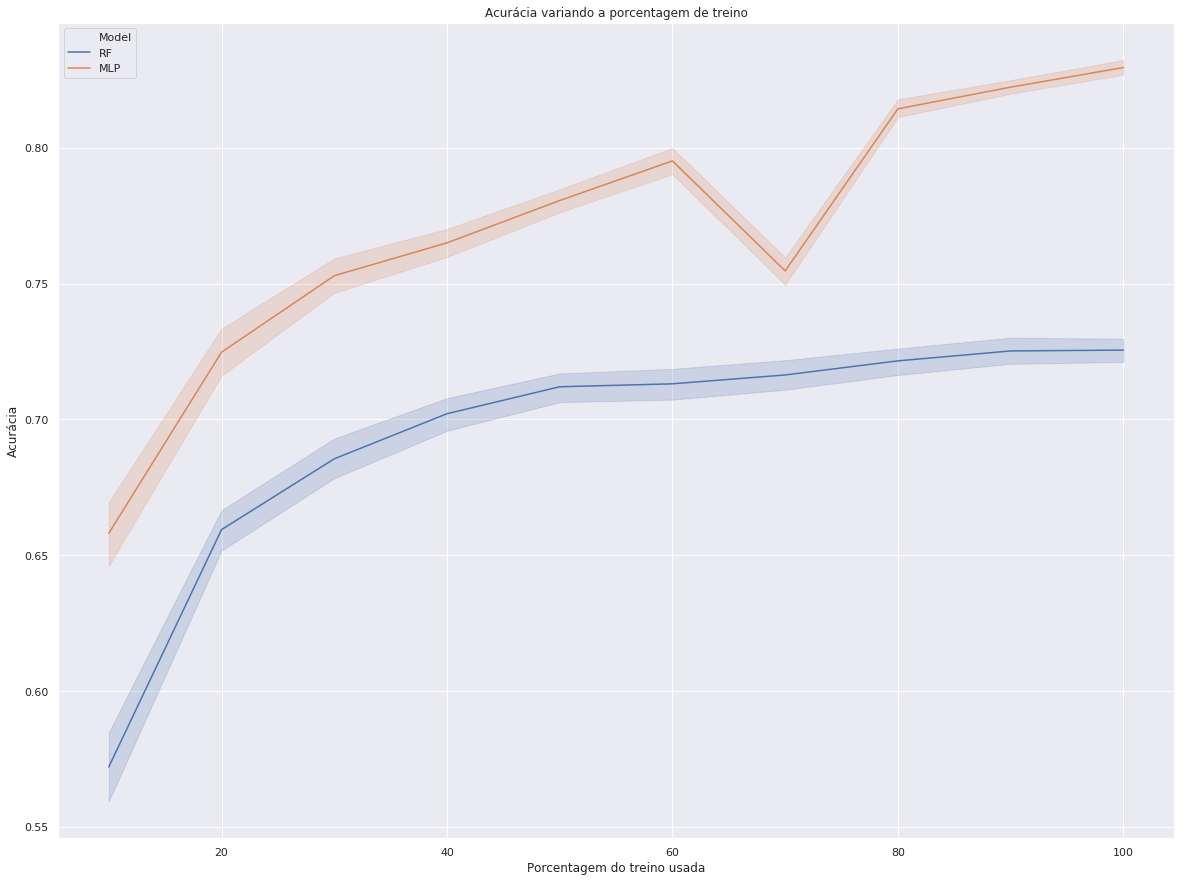 Acurácia variando a porcentagem de treino
Model
RF
MLP
Acurácia
0.80
0.75
0.70
0.65
0.60
0.55
20 40 60 80 100
Porcentagem do treino usada